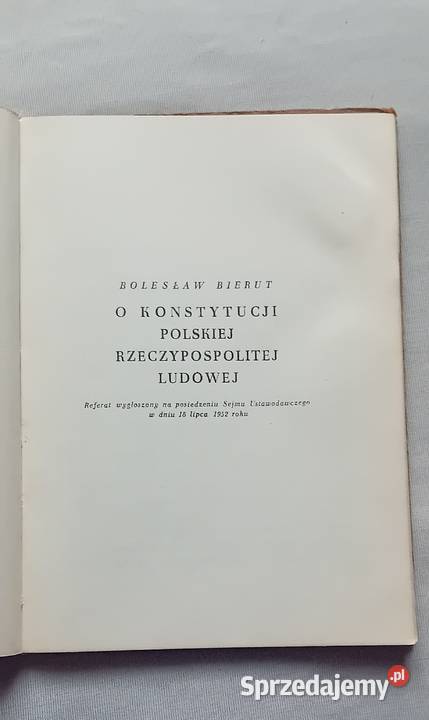 BOLESŁAW BIERUT
O KONSTYTUCJI
POLSKIEJ
RZECZYPOSPOLITEJ
LUDOWEJ
Referat wygłoszony na posiedzeniu Sejmu Ustawodawczego
w dniu 18 lipca 1952 roku
Sprzedajemy.pl